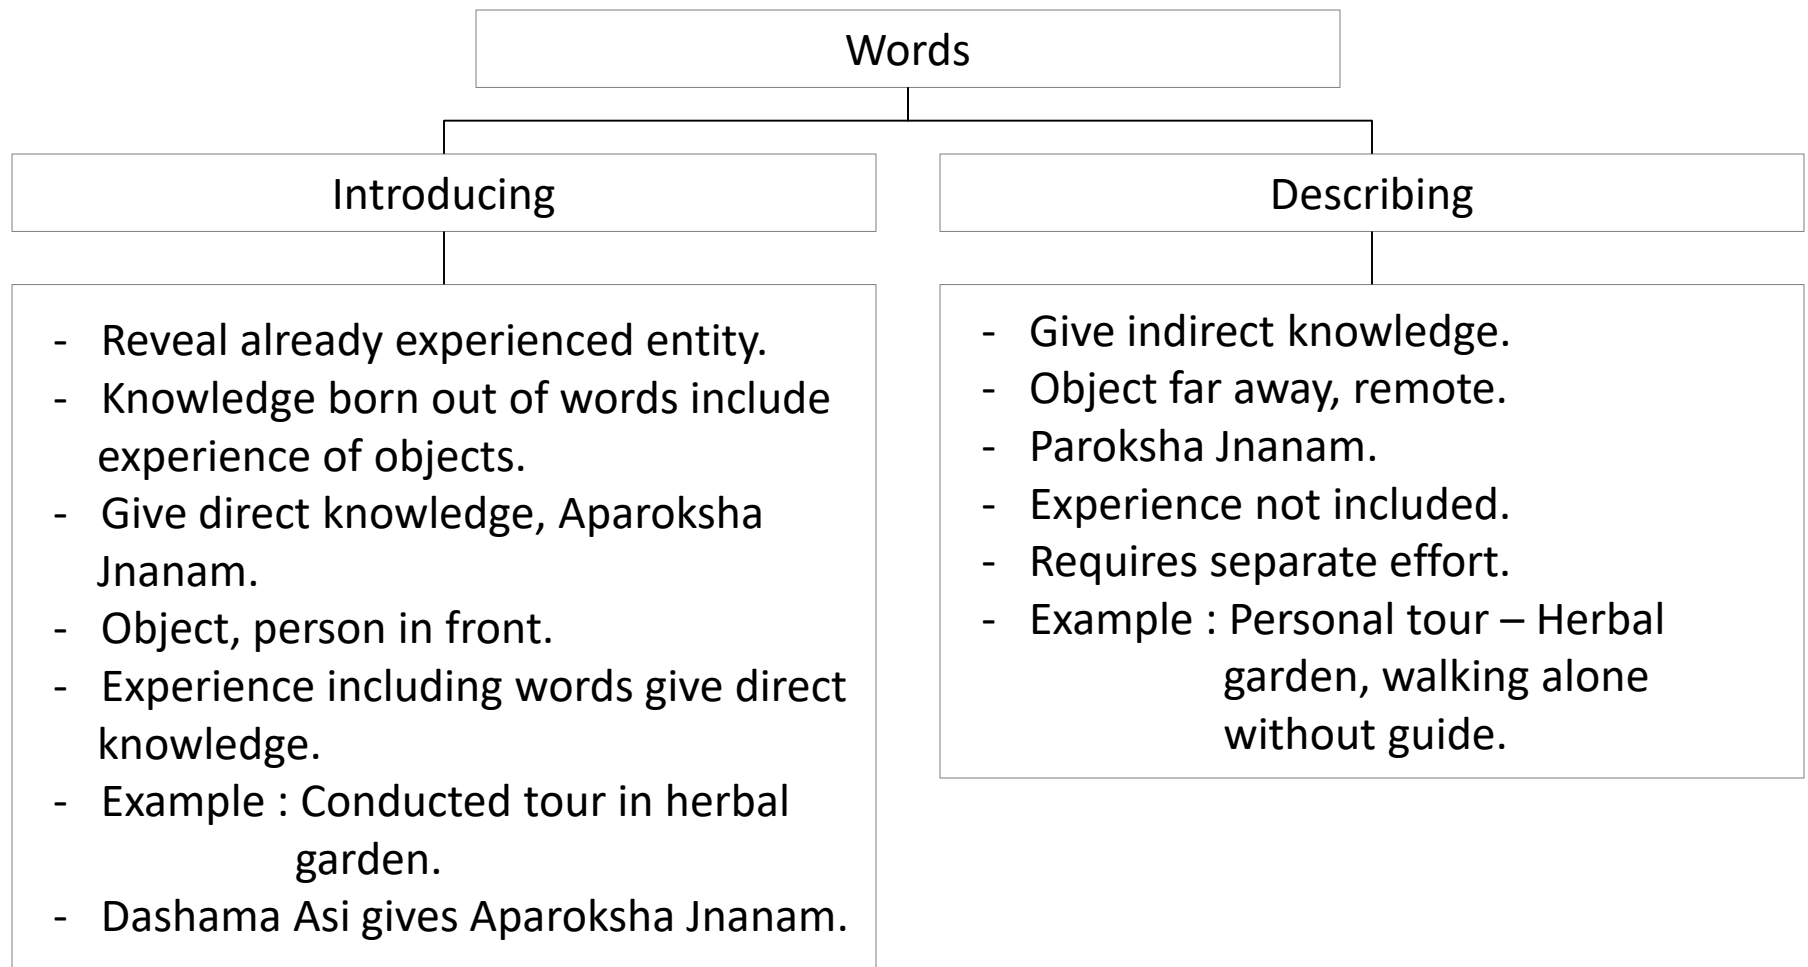 Words
Introducing
- Reveal already experienced entity.
- Knowledge born out of words include
experience of objects.
- Give direct knowledge, Aparoksha
Jnanam.
- Object, person in front.
- Experience including words give direct
knowledge.
- Example : Conducted tour in herbal
garden.
- Dashama Asi gives Aparoksha Jnanam.
Describing
- Give indirect knowledge.
- Object far away, remote.
- Paroksha Jnanam.
- Experience not included.
- Requires separate effort.
- Example : Personal tour – Herbal
garden, walking alone
without guide.